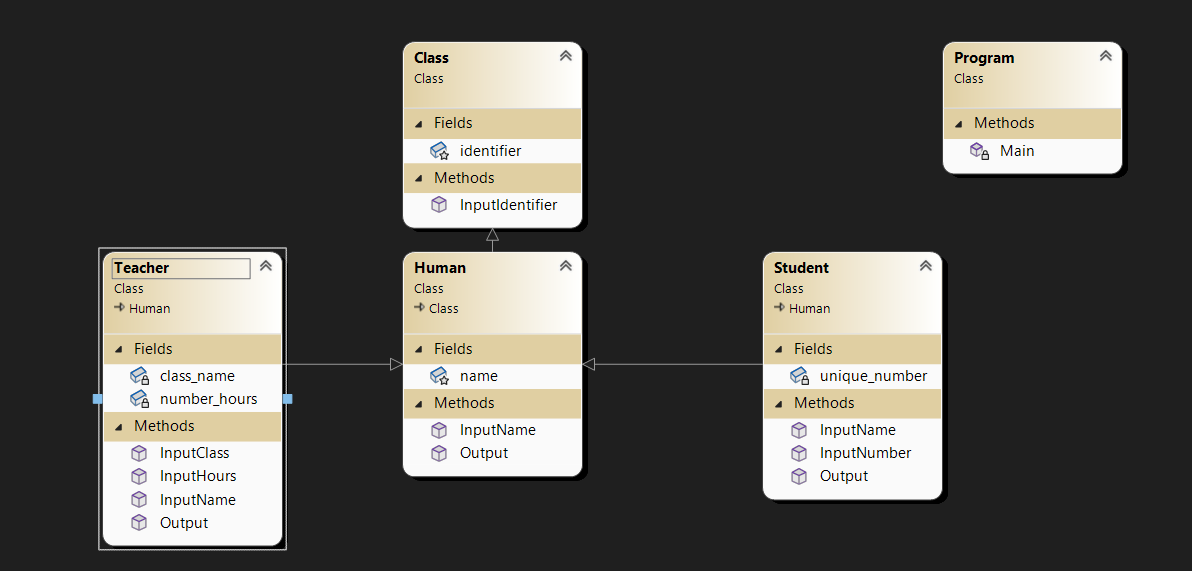 Class
Class
Fields
identifier
Methods
InputIdentifier
Program
Class
Methods
Main
Teacher
Class
Human
Fields
class_name
number_hours
Methods
InputClass
InputHours
InputName
Output
Human
Class
Class
Fields
name
Methods
InputName
Output
Student
Class
Human
Fields
unique_number
Methods
InputName
InputNumber
Output